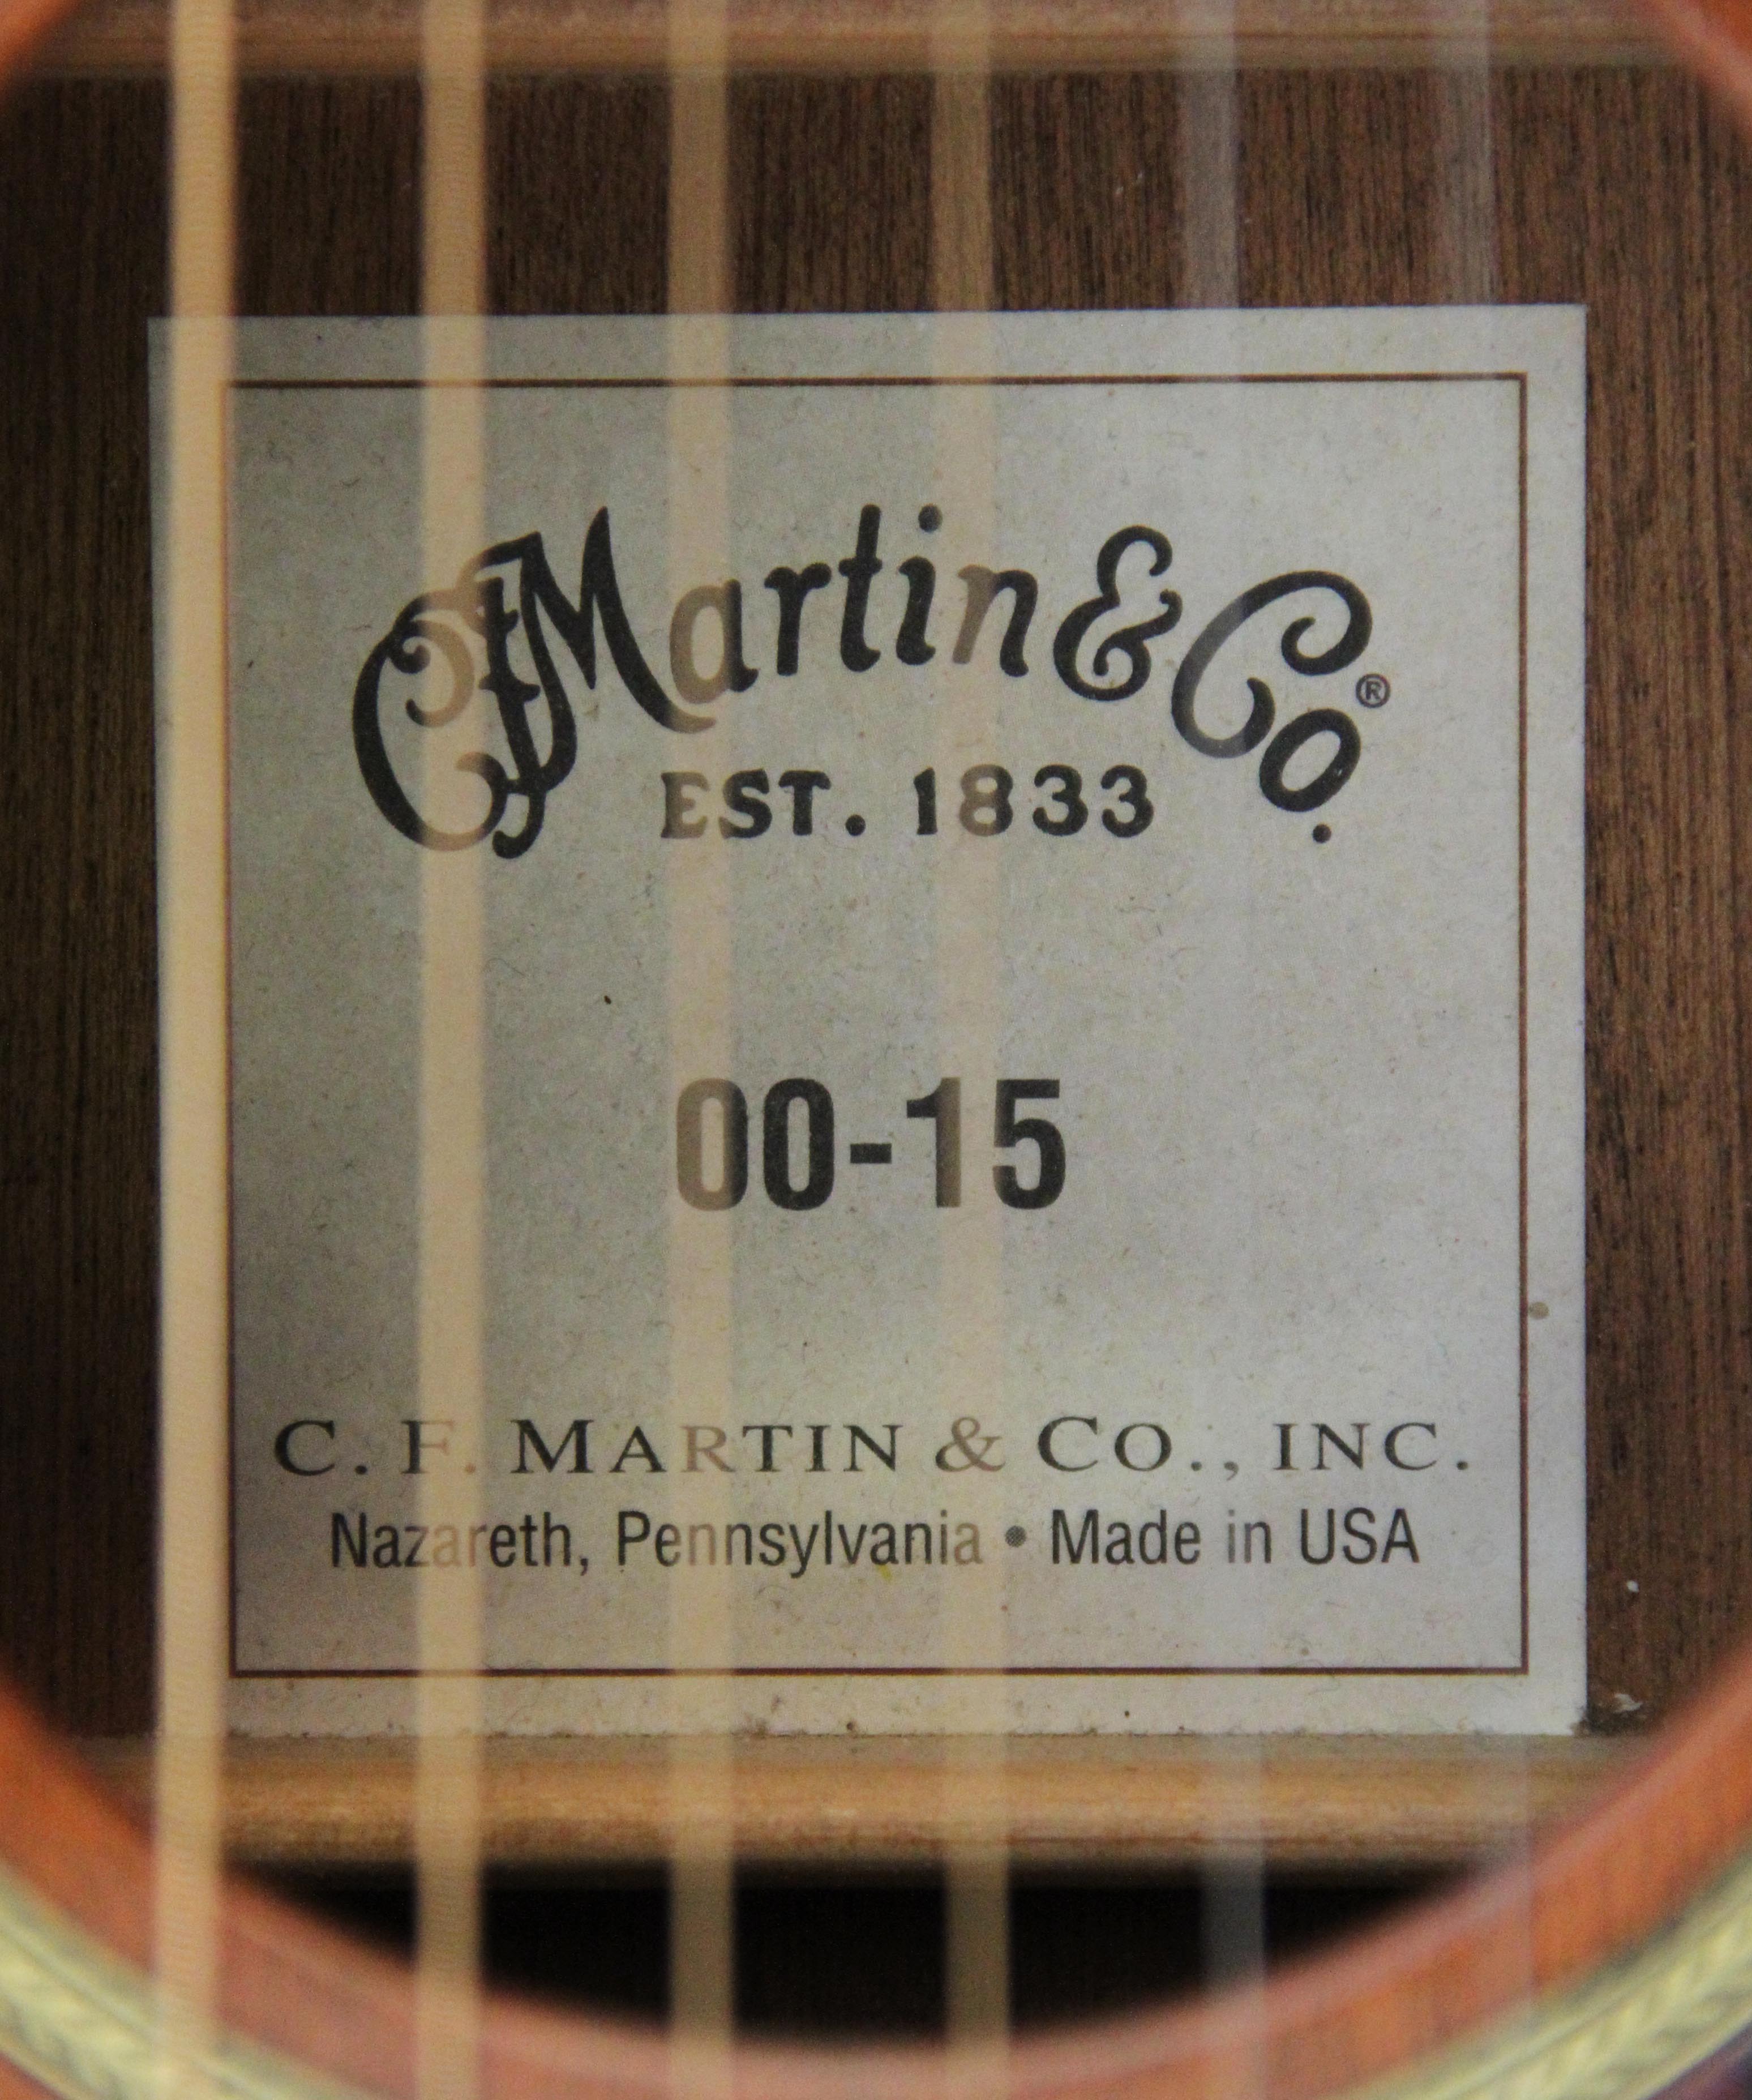 CFMartin & Co.®
EST. 1833
00-15
C. F. MARTIN & CO., INC.
Nazareth, Pennsylvania • Made in USA